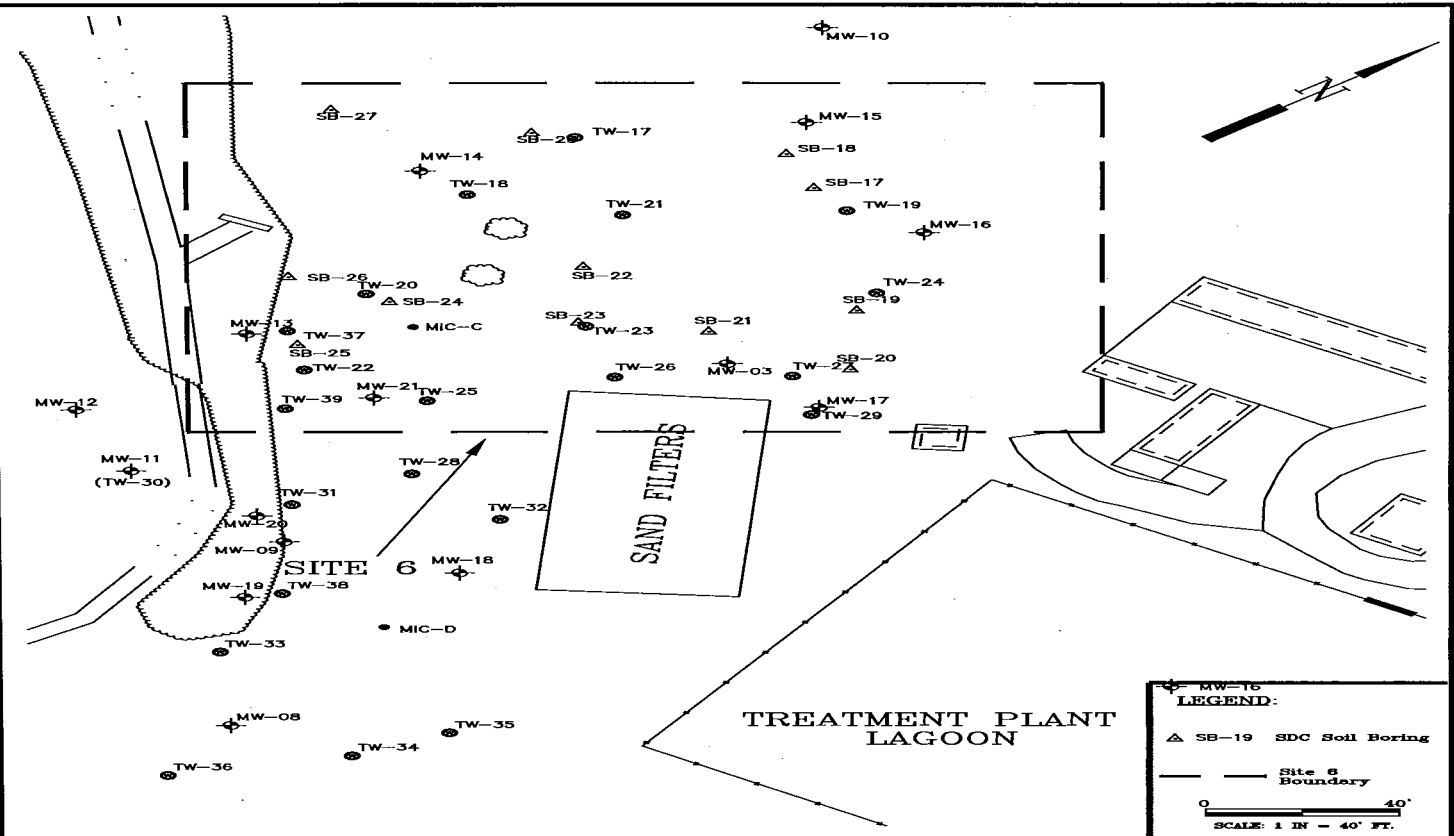 MW-10
N
SB-27
MW-15
TW-17
SB-18
MW-14
TW-18
SB-17
TW-21
TW-19
MW-16
SB-22
SB-26
TW-20
SB-24
TW-24
SB-19
MW-13
TW-37
MIC-C
SB-23
TW-23
SB-21
SB-25
TW-22
TW-26
MW-03
SB-20
MW-21
TW-25
MW-12
TW-39
MW-17
TW-29
MW-11
(TW-30)
TW-28
SAND FILTERS
TW-31
TW-32
MW-20
MW-09
SITE 6
MW-18
MW-19
TW-38
MIC-D
TW-33
MW-08
TW-35
TW-34
TW-36
TREATMENT PLANT
LAGOON
MW-16
LEGEND:
SB-19 SDC Soil Boring
Site 6
Boundary
0 40'
SCALE: 1 IN - 40' FT.